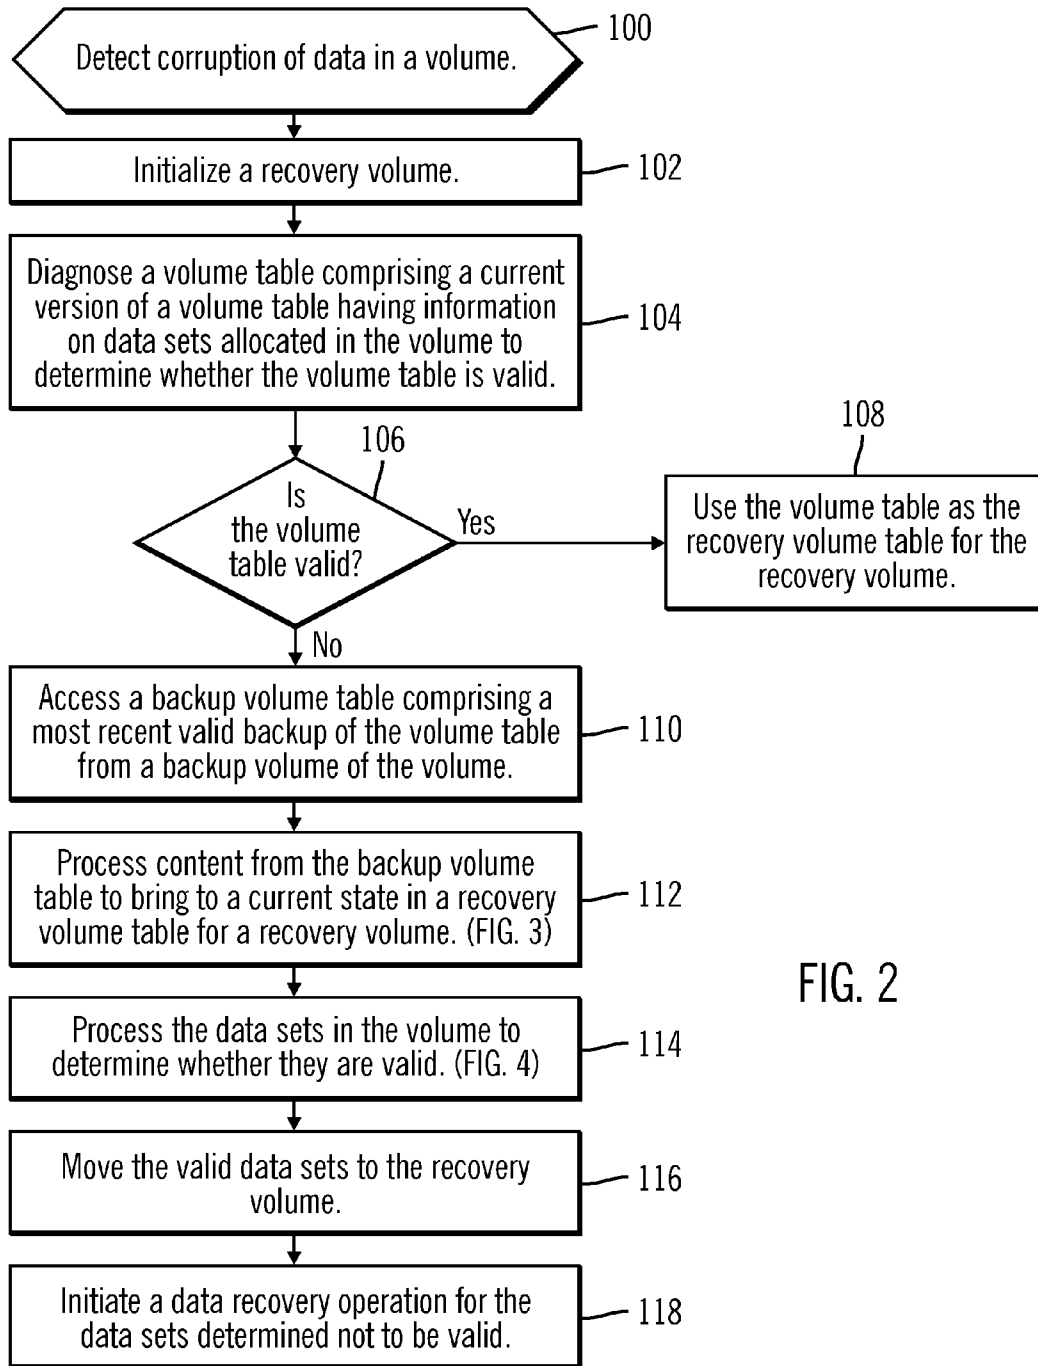 100
Detect corruption of data in a volume.
Initialize a recovery volume.
102
Diagnose a volume table comprising a current
version of a volume table having information
on data sets allocated in the volume to
determine whether the volume table is valid.
104
106
Is
the volume
table valid?
Yes
108
Use the volume table as the
recovery volume table for the
recovery volume.
No
Access a backup volume table comprising a
most recent valid backup of the volume table
from a backup volume of the volume.
110
Process content from the backup volume
table to bring to a current state in a recovery
volume table for a recovery volume. (FIG. 3)
112
FIG. 2
Process the data sets in the volume to
determine whether they are valid. (FIG. 4)
114
Move the valid data sets to the recovery
volume.
116
Initiate a data recovery operation for the
data sets determined not to be valid.
118